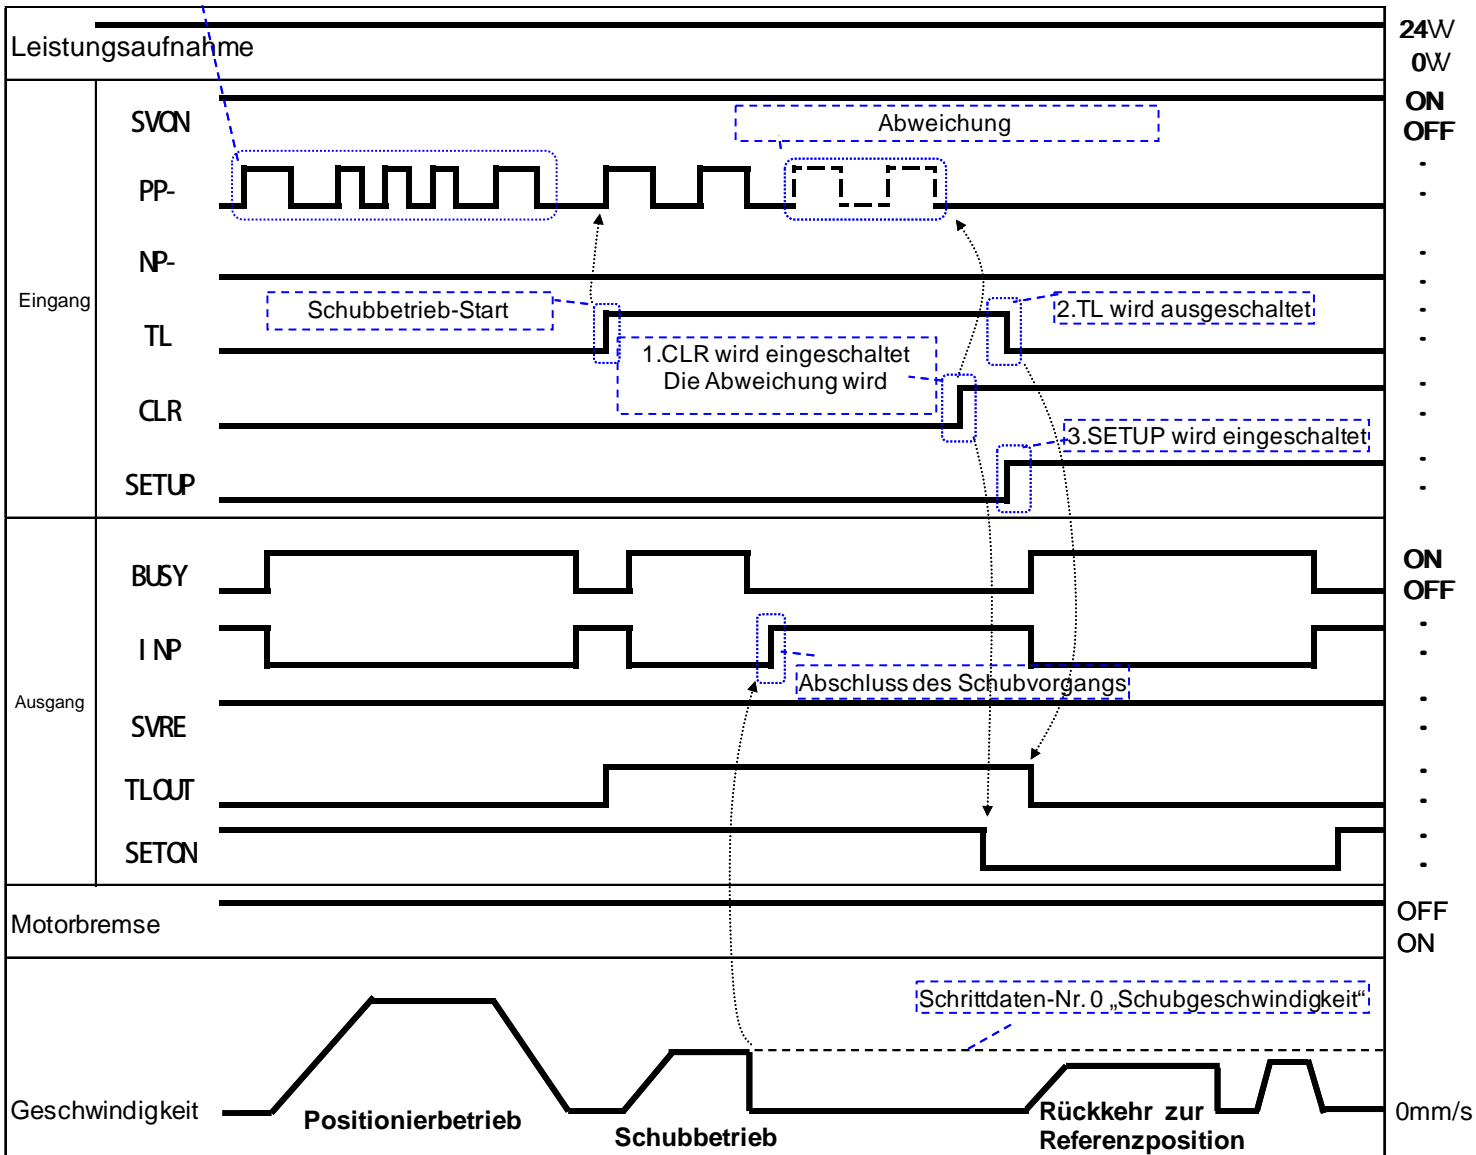 Leistungsaufnahme
24W
0W
Eingang
SVON
ON
OFF
Abweichung
PP-
-
-
NP-
-
-
Schubbetrieb-Start
2.TL wird ausgeschaltet
TL
-
-
1.CLR wird eingeschaltet
Die Abweichung wird
CLR
-
-
3.SETUP wird eingeschaltet
SETUP
-
-
Ausgang
BUSY
ON
OFF
INP
-
-
Abschluss des Schubvorgangs
SVRE
-
-
TLOUT
-
-
SETON
-
-
Motorbremse
OFF
ON
Schrittdaten-Nr. 0 „Schubgeschwindigkeit“
Geschwindigkeit
0mm/s
Positionierbetrieb
Schubbetrieb
Rückkehr zur
Referenzposition